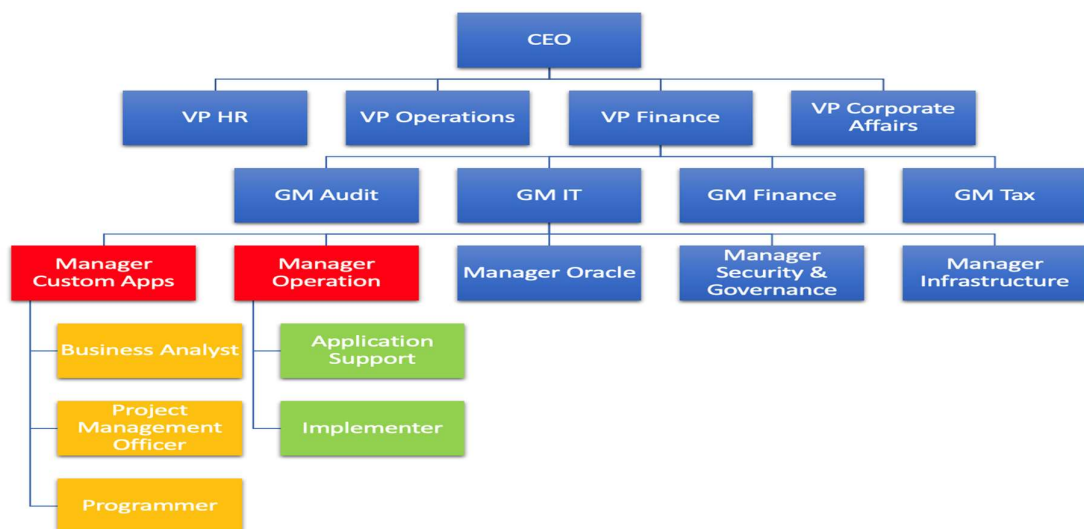 CEO
VP HR
VP Operations
VP Finance
VP Corporate
Affairs
GM Audit
GM IT
GM Finance
GM Tax
Manager
Custom Apps
Manager
Operation
Manager Oracle
Manager
Security &
Governance
Manager
Infrastructure
Business Analyst
Project
Management
Officer
Programmer
Application
Support
Implementer